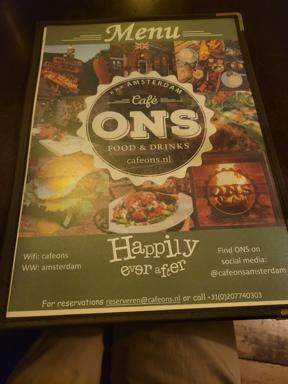 Menu
AMSTERDAM
Café
ONS
FOOD & DRINKS
cafeons.nl
ONS
Happily
ever after
Wifi: cafeons
WW: amsterdam
Find ONS on
social media:
@cafeonsamsterdam
For reservations reserveren@cafeons.nl or call +31(0)207740303